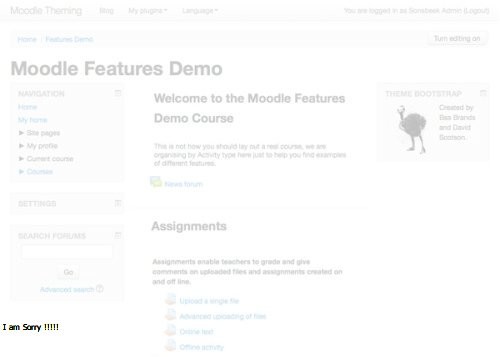 Moodle Theming Blog My plugins Language You are logged in as Sonsbeek Admin (Logout)
Home Features Demo Turn editing on
Moodle Features Demo
NAVIGATION
Home
My home
Site pages
My profile
Current course
Courses
SETTINGS
SEARCH FORUMS
Go
Advanced search
Welcome to the Moodle Features
Demo Course
This is not how you should lay out a real course, we are
organising by Activity type here just to help you find examples
of different features.
News forum
Assignments
Assignments enable teachers to grade and give
comments on uploaded files and assignments created on
and off line.
Upload a single file
Advanced uploading of files
Online text
Offline activity
THEME BOOTSTRAP
Created by
Bas Brands
and David
Scotson.
I am Sorry !!!!!